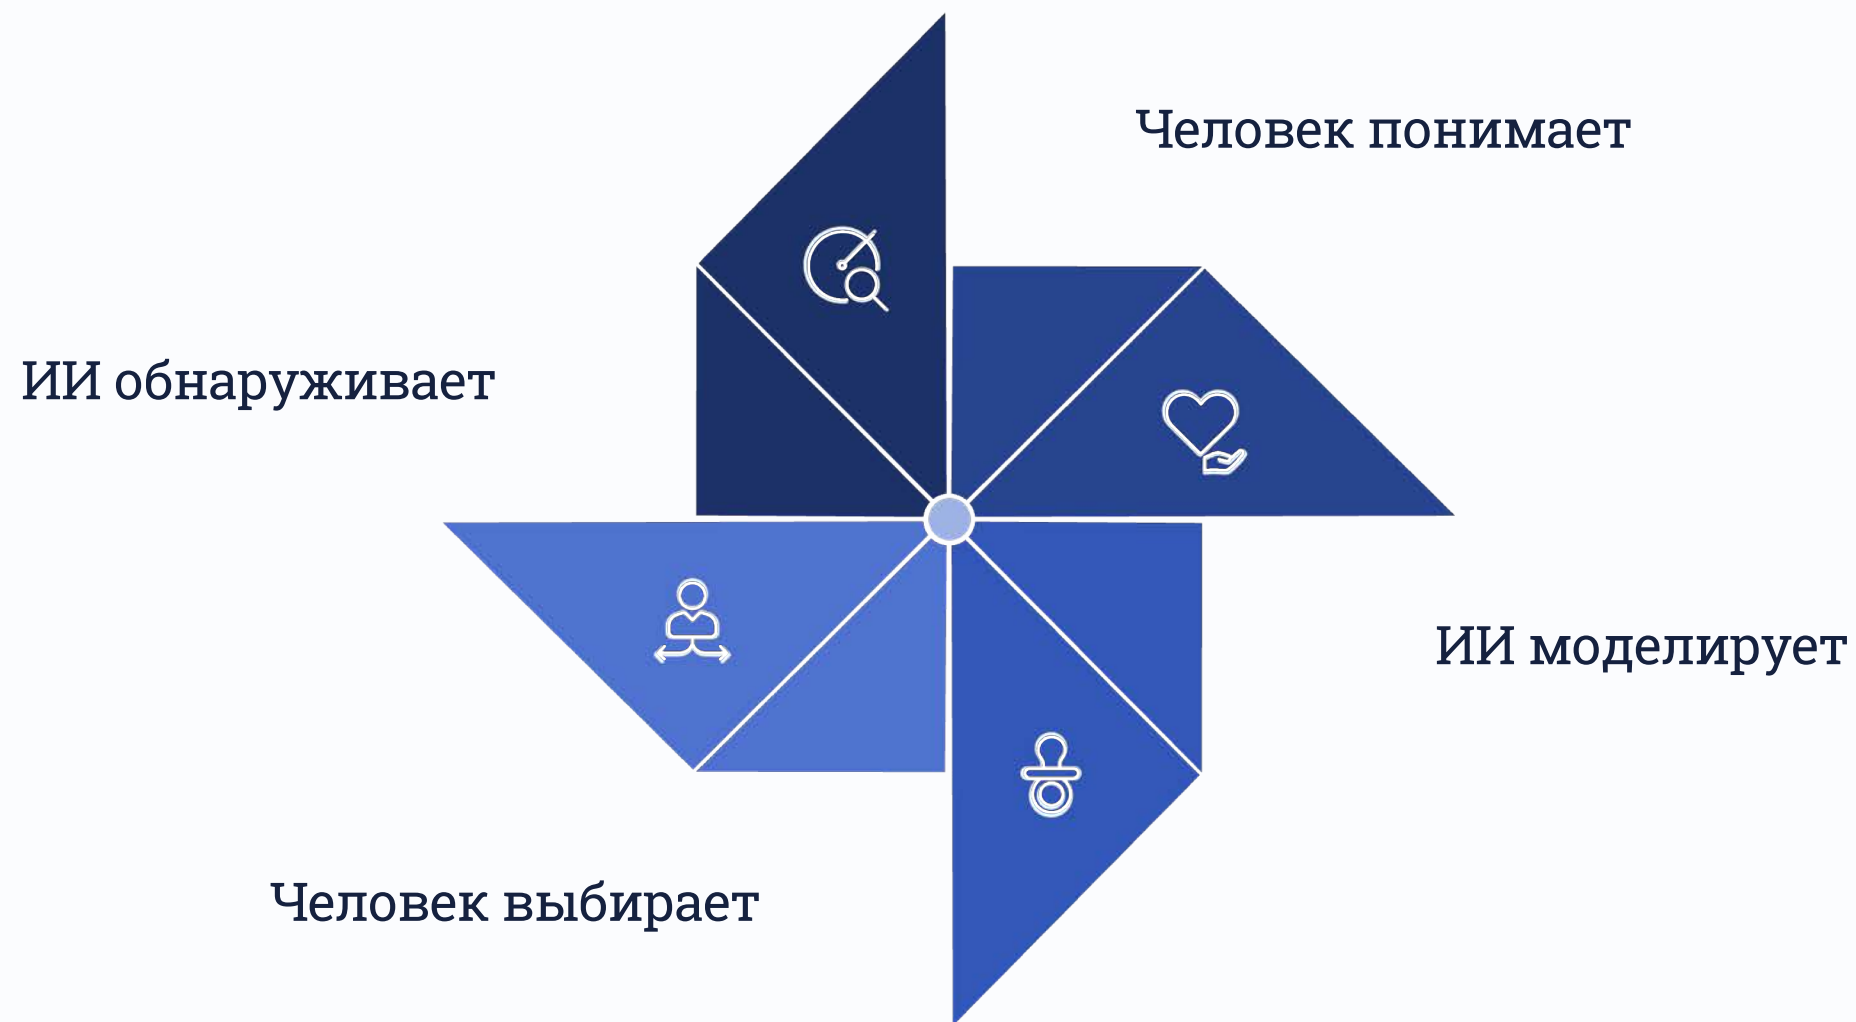 Человек понимает
ИИ обнаруживает
ИИ моделирует
Человек выбирает